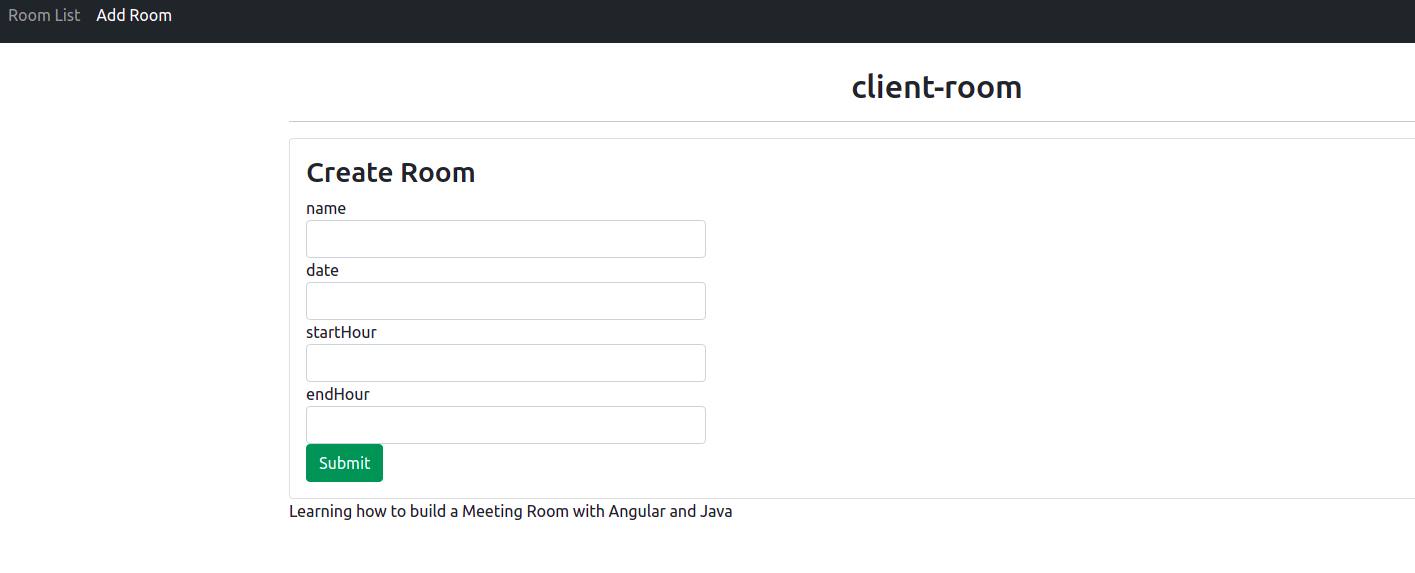 Room List Add Room
client-room
Create Room
name
date
startHour
endHour
Submit
Learning how to build a Meeting Room with Angular and Java